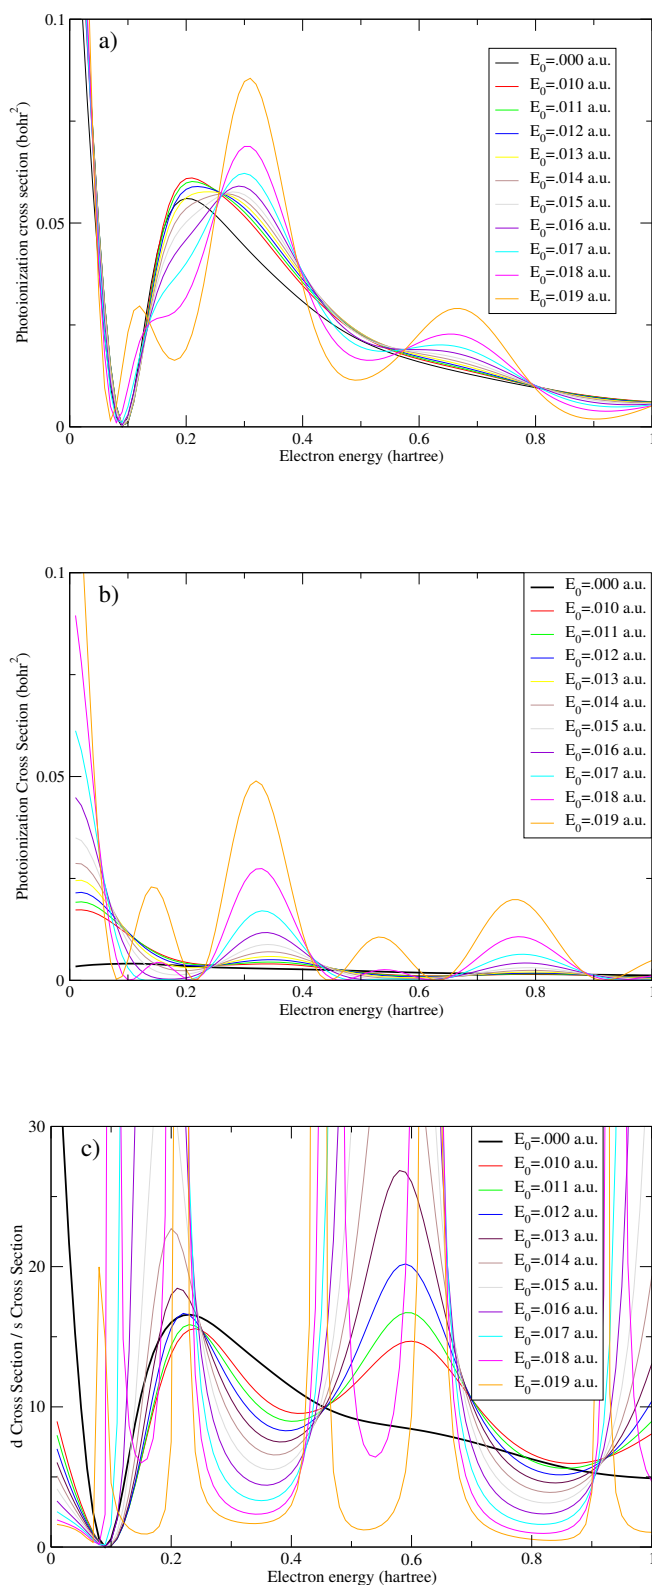 a)
0.1
0.05
0
Photoionization cross section (bohr²)
E₀=.000 a.u.
E₀=.010 a.u.
E₀=.011 a.u.
E₀=.012 a.u.
E₀=.013 a.u.
E₀=.014 a.u.
E₀=.015 a.u.
E₀=.016 a.u.
E₀=.017 a.u.
E₀=.018 a.u.
E₀=.019 a.u.
0 0.2 0.4 0.6 0.8 1
Electron energy (hartree)
b)
0.1
0.05
0
Photoionization Cross Section (bohr²)
E₀=.000 a.u.
E₀=.010 a.u.
E₀=.011 a.u.
E₀=.012 a.u.
E₀=.013 a.u.
E₀=.014 a.u.
E₀=.015 a.u.
E₀=.016 a.u.
E₀=.017 a.u.
E₀=.018 a.u.
E₀=.019 a.u.
0 0.2 0.4 0.6 0.8 1
Electron energy (hartree)
c)
30
20
10
0
d Cross Section / s Cross Section
E₀=.000 a.u.
E₀=.010 a.u.
E₀=.011 a.u.
E₀=.012 a.u.
E₀=.013 a.u.
E₀=.014 a.u.
E₀=.015 a.u.
E₀=.016 a.u.
E₀=.017 a.u.
E₀=.018 a.u.
E₀=.019 a.u.
0 0.2 0.4 0.6 0.8 1
Electron energy (hartree)